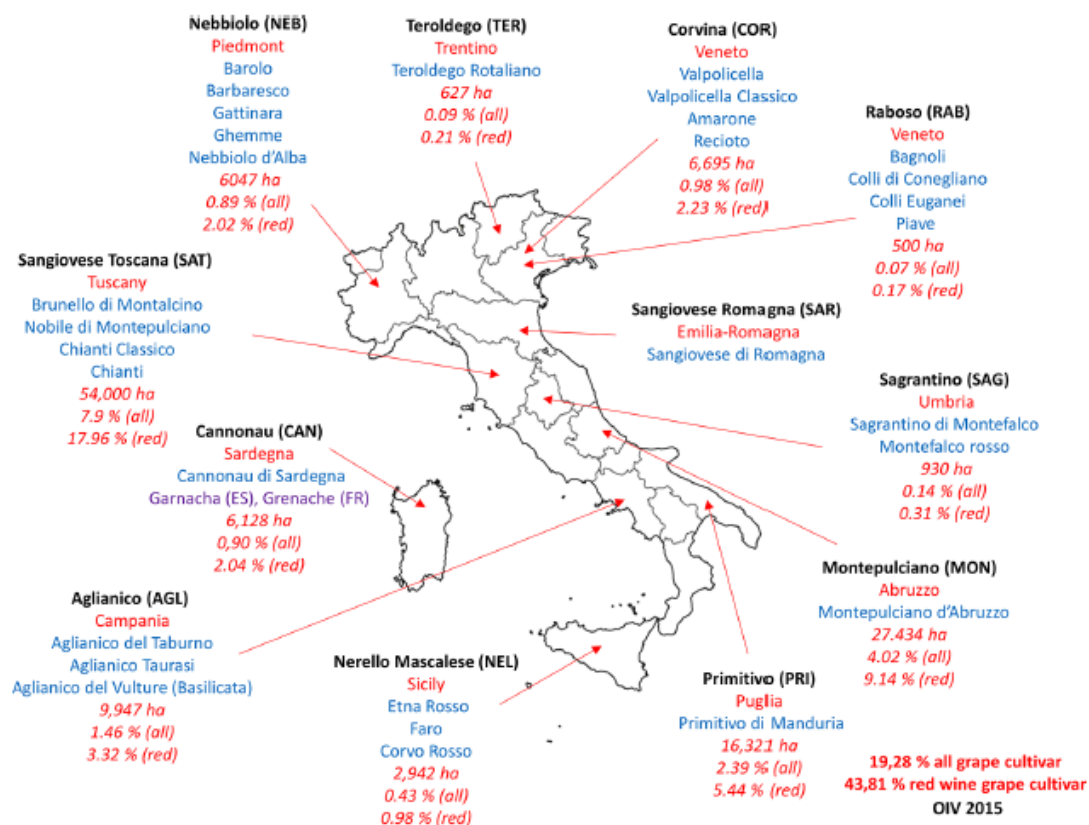 Nebbiolo (NEB)
Piedmont
Barolo
Barbaresco
Gattinara
Ghemme
Nebbiolo d'Alba
6047 ha
0.89 % (all)
2.02 % (red)
Teroldego (TER)
Trentino
Teroldego Rotaliano
627 ha
0.09 % (all)
0.21 % (red)
Corvina (COR)
Veneto
Valpolicella
Valpolicella Classico
Amarone
Recioto
6,695 ha
0.98 % (all)
2.23 % (red)
Raboso (RAB)
Veneto
Bagnoli
Colli di Conegliano
Colli Euganei
Piave
500 ha
0.07 % (all)
0.17 % (red)
Sangiovese Toscana (SAT)
Tuscany
Brunello di Montalcino
Nobile di Montepulciano
Chianti Classico
Chianti
54,000 ha
7.9 % (all)
17.96 % (red)
Sangiovese Romagna (SAR)
Emilia-Romagna
Sangiovese di Romagna
Sagrantino (SAG)
Umbria
Sagrantino di Montefalco
Montefalco rosso
930 ha
0.14 % (all)
0.31 % (red)
Cannonau (CAN)
Sardegna
Cannonau di Sardegna
Garnacha (ES), Grenache (FR)
6,128 ha
0,90 % (all)
2.04 % (red)
Montepulciano (MON)
Abruzzo
Montepulciano d'Abruzzo
27.434 ha
4.02 % (all)
9.14 % (red)
Aglianico (AGL)
Campania
Aglianico del Taburno
Aglianico Taurasi
Aglianico del Vulture (Basilicata)
9,947 ha
1.46 % (all)
3.32 % (red)
Nerello Mascalese (NEL)
Sicily
Etna Rosso
Faro
Corvo Rosso
2,942 ha
0.43 % (all)
0.98 % (red)
Primitivo (PRI)
Puglia
Primitivo di Manduria
16,321 ha
2.39 % (all)
5.44 % (red)
19,28 % all grape cultivar
43,81 % red wine grape cultivar
OIV 2015